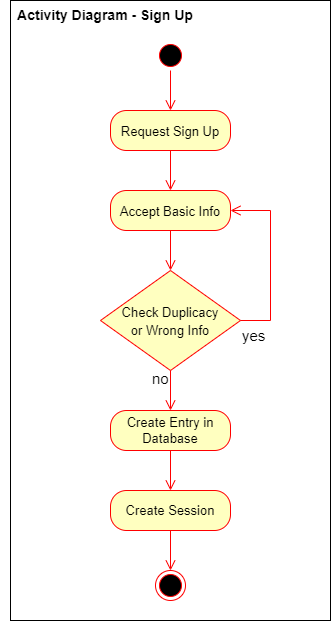 Activity Diagram - Sign Up
Request Sign Up
Accept Basic Info
Check Duplicacy
or Wrong Info
yes
no
Create Entry in
Database
Create Session